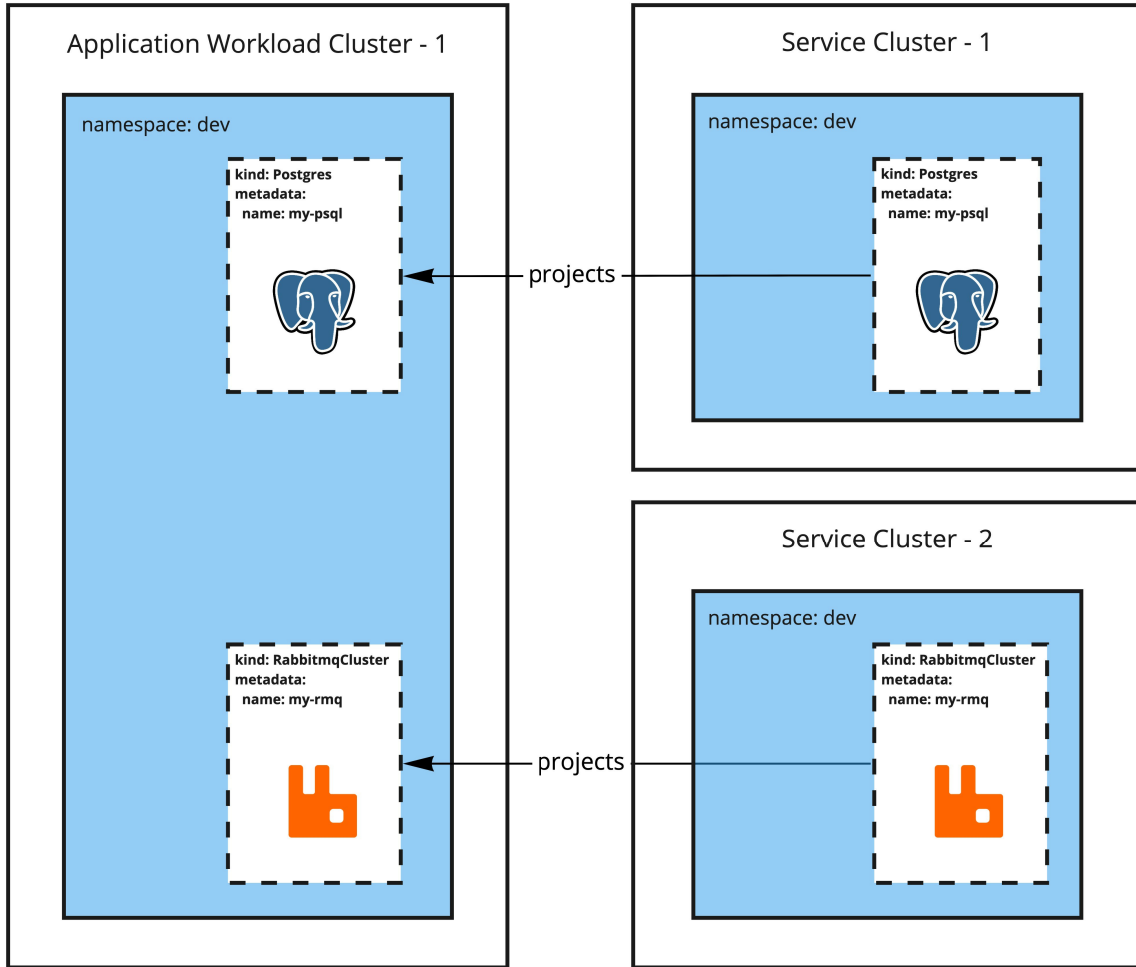 Application Workload Cluster - 1
namespace: dev
kind: Postgres
metadata:
name: my-psql
projects
kind: RabbitmqCluster
metadata:
name: my-rmq
projects
Service Cluster - 1
namespace: dev
kind: Postgres
metadata:
name: my-psql
Service Cluster - 2
namespace: dev
kind: RabbitmqCluster
metadata:
name: my-rmq